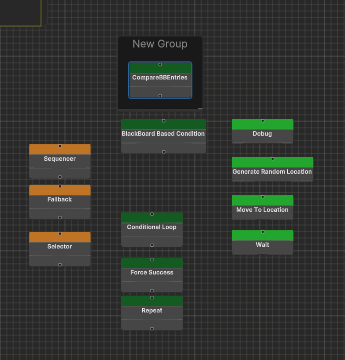 New Group
CompareBBEntries
BlackBoard Based Condition
Debug
Sequencer
Generate Random Location
Fallback
Move To Location
Conditional Loop
Selector
Wait
Force Success
Repeat